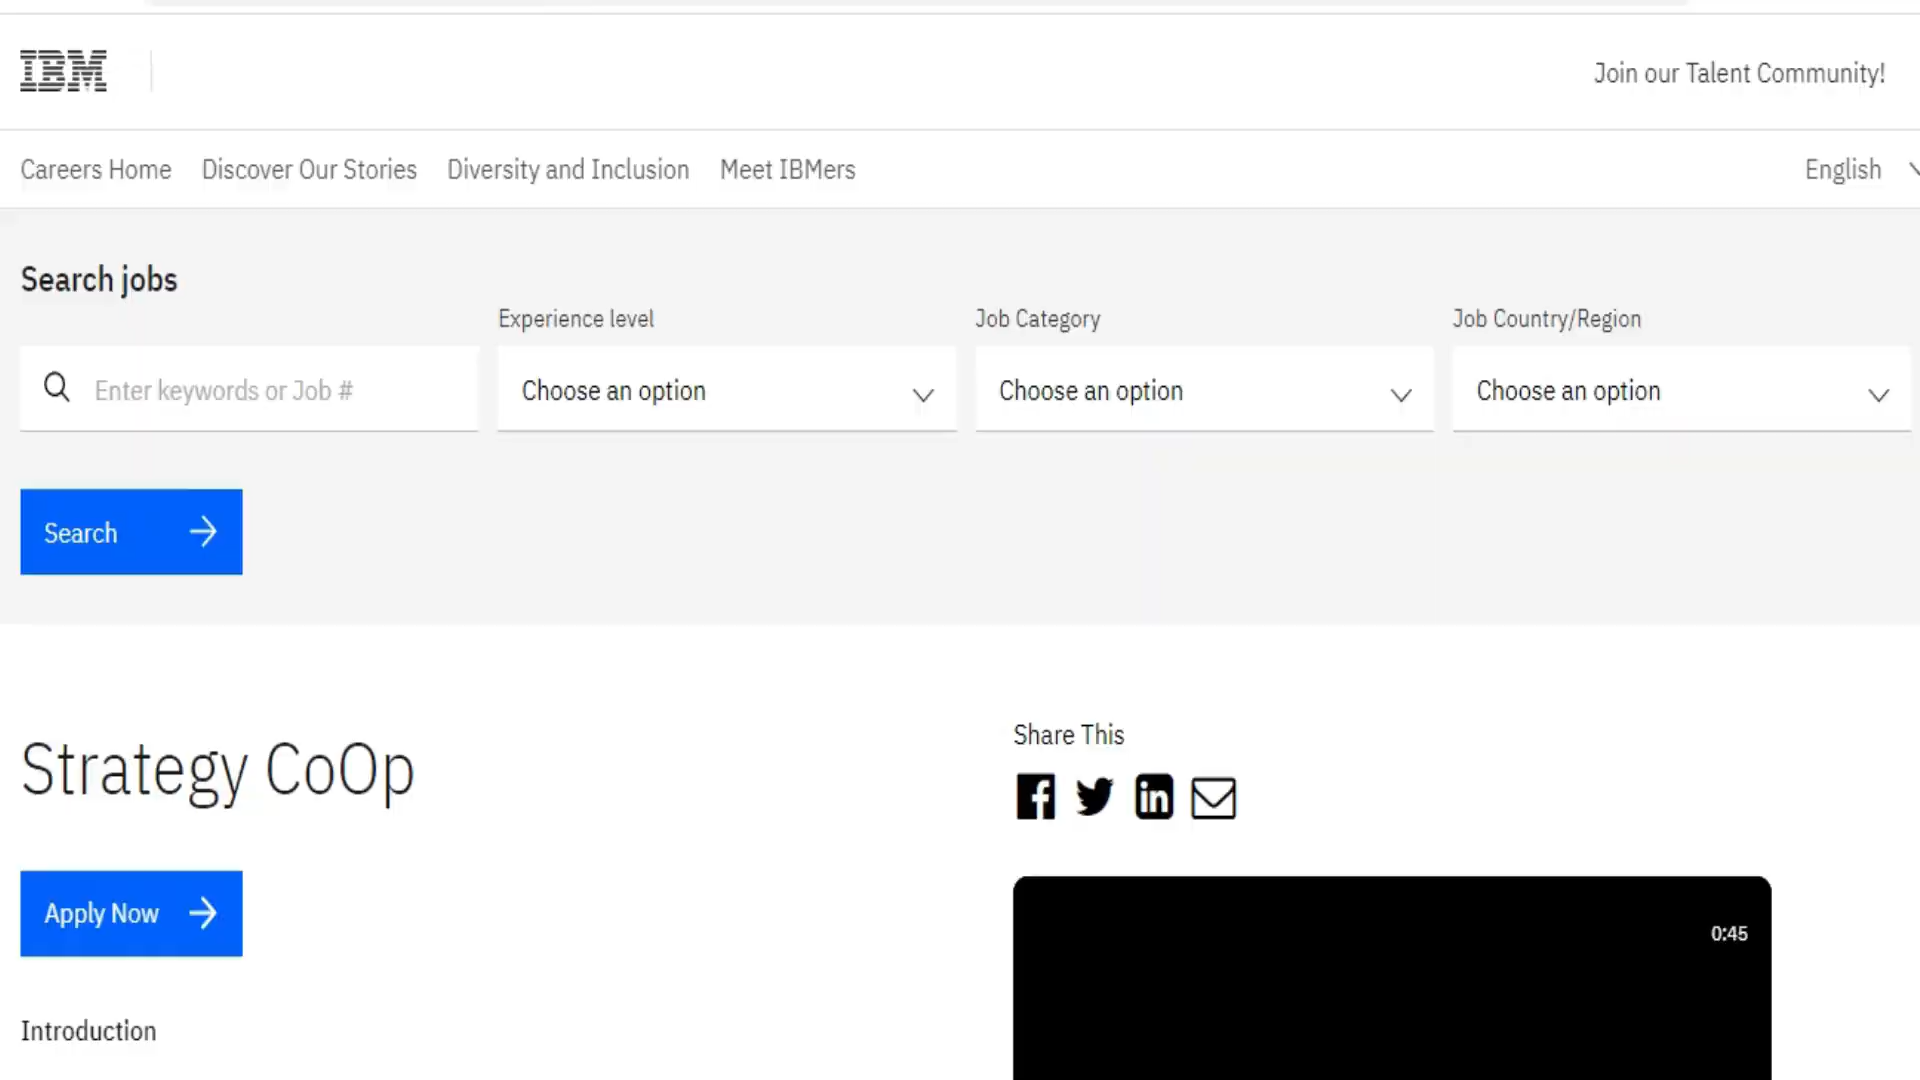 IBM
Join our Talent Community!
Careers Home Discover Our Stories Diversity and Inclusion Meet IBMers English
Search jobs
Experience level Job Category Job Country/Region
Enter keywords or Job # Choose an option Choose an option Choose an option
Search
Share This
Strategy CoOp
in
Apply Now
0:45
Introduction